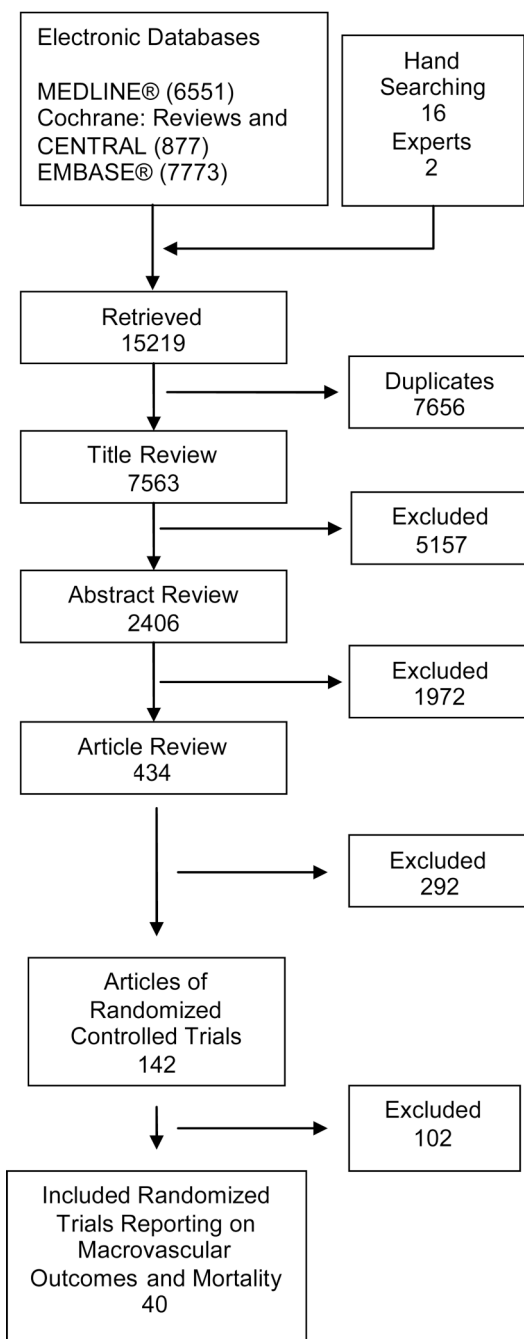 Electronic Databases
MEDLINE® (6551)
Cochrane: Reviews and
CENTRAL (877)
EMBASE® (7773)
Hand
Searching
16
Experts
2
Retrieved
15219
Duplicates
7656
Title Review
7563
Excluded
5157
Abstract Review
2406
Excluded
1972
Article Review
434
Excluded
292
Articles of
Randomized
Controlled Trials
142
Excluded
102
Included Randomized
Trials Reporting on
Macrovascular
Outcomes and Mortality
40